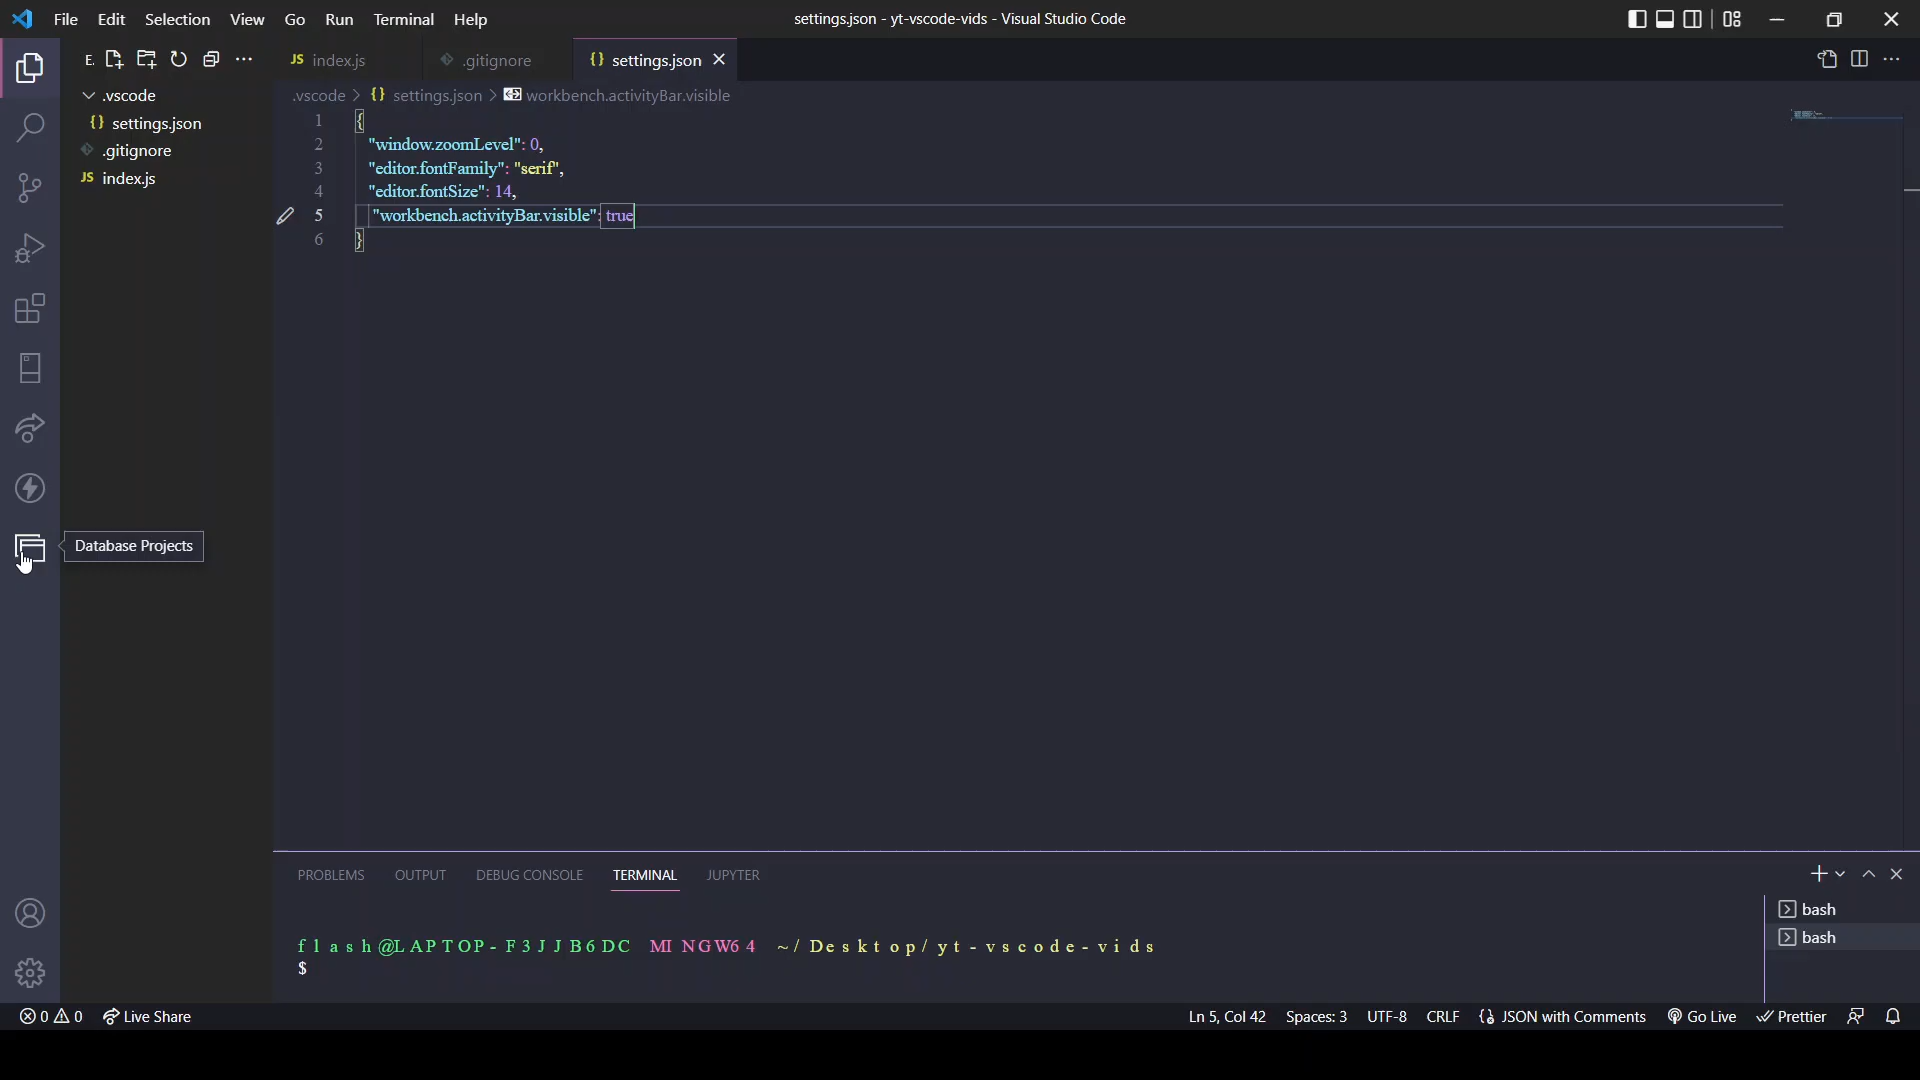 File Edit Selection View Go Run Terminal Help
settings.json - yt-vscode-vids - Visual Studio Code
E.
JS index.js
.gitignore
{} settings.json
.vscode > {} settings.json > workbench.activityBar.visible
.vscode
{} settings.json
.gitignore
JS index.js
1 {
2 "window.zoomLevel": 0,
3 "editor.fontFamily": "serif",
4 "editor.fontSize": 14,
5 "workbench.activityBar.visible": true
6 }
Database Projects
PROBLEMS OUTPUT DEBUG CONSOLE TERMINAL JUPYTER
flash@LAPTOP-F3JJB6DC MINGW64 ~/Desktop/yt-vscode-vids
$
bash
bash
0 0 Live Share
Ln 5, Col 42 Spaces: 3 UTF-8 CRLF JSON with Comments Go Live Prettier